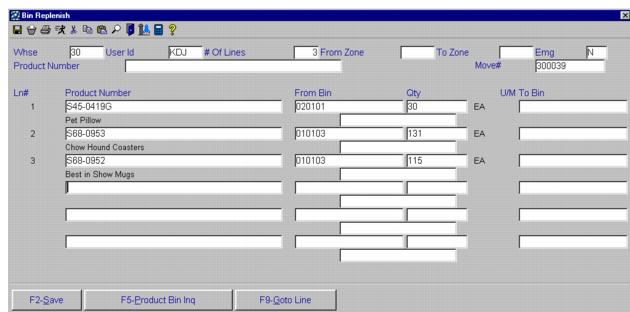 Bin Replenish
Whse 30 User Id KDJ # Of Lines 3 From Zone To Zone Emg N
Product Number Move# 300039
Ln# Product Number From Bin Qty U/M To Bin
1 S45-0419G 020101 30 EA
Pet Pillow
2 S68-0953 010103 131 EA
Chow Hound Coasters
3 S68-0952 010103 115 EA
Best in Show Mugs
F2-Save F5-Product Bin Inq F9-Goto Line